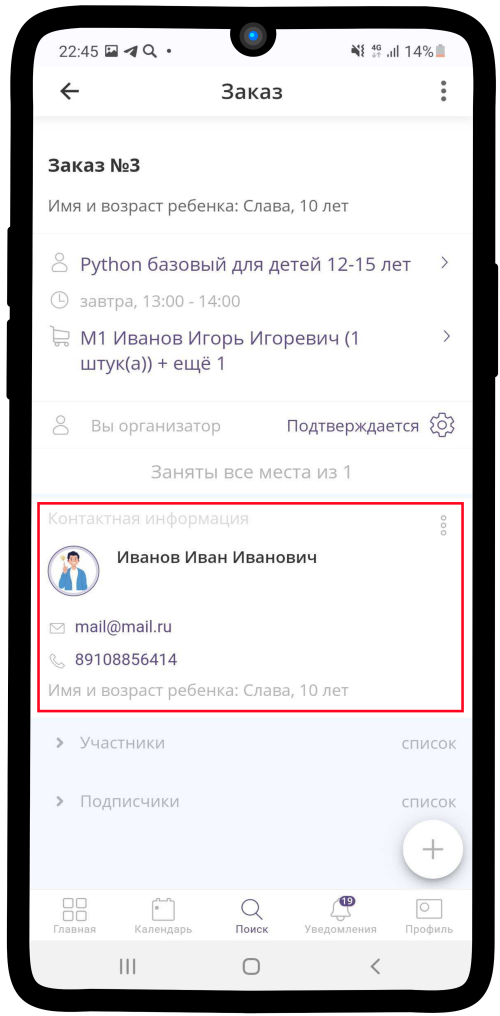 22:45
4G
14%
Заказ
Заказ №3
Имя и возраст ребенка: Слава, 10 лет
Python базовый для детей 12-15 лет
завтра, 13:00 - 14:00
М1 Иванов Игорь Игоревич (1
штук(а)) + ещё 1
Вы организатор
Подтверждается
Заняты все места из 1
Контактная информация
Иванов Иван Иванович
mail@mail.ru
89108856414
Имя и возраст ребенка: Слава, 10 лет
Участники
список
Подписчики
список
19
Главная
Календарь
Поиск
Уведомления
Профиль